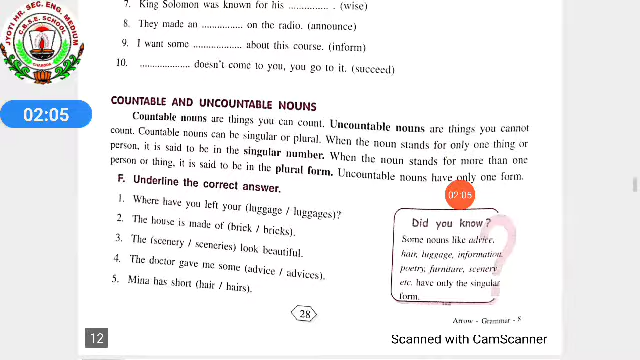 7. King Solomon was known for his ................ (wise)
8. They made an .............. on the radio. (announce)
9. I want some ................. about this course. (inform)
10. .................. doesn't come to you, you go to it. (succeed)
JYOTI HR. SEC. ENG. MEDIUM
C.B.S.E. SCHOOL
02:05
COUNTABLE AND UNCOUNTABLE NOUNS
Countable nouns are things you can count. Uncountable nouns are things you cannot
count. Countable nouns can be singular or plural. When the noun stands for only one thing or
person, it is said to be in the singular number. When the noun stands for more than one
person or thing, it is said to be in the plural form. Uncountable nouns have only one form.
02:05
F. Underline the correct answer.
1. Where have you left your (luggage / luggages)?
2. The house is made of (brick / bricks).
3. The (scenery / sceneries) look beautiful.
4. The doctor gave me some (advice / advices).
5. Mina has short (hair / hairs).
Did you know?
Some nouns like advice,
hair, luggage, information,
poetry, furniture, scenery
etc. have only the singular
form.
28
Arrow - Grammar - 8
12
Scanned with CamScanner